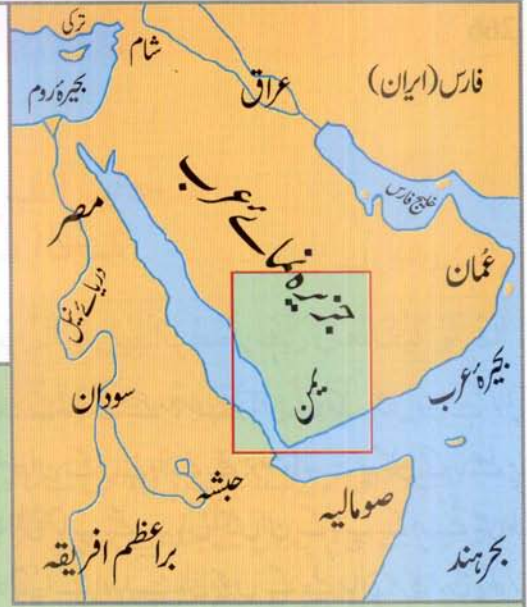 ترکی
شام
بحیرۂ روم
عراق
فارس (ایران)
خلیج فارس
مصر
جزیرہ نمائے عرب
عُمان
دریائے نیل
یمن
بحیرۂ عرب
سوڈان
حبشہ
صومالیہ
براعظم افریقہ
بحر ہند